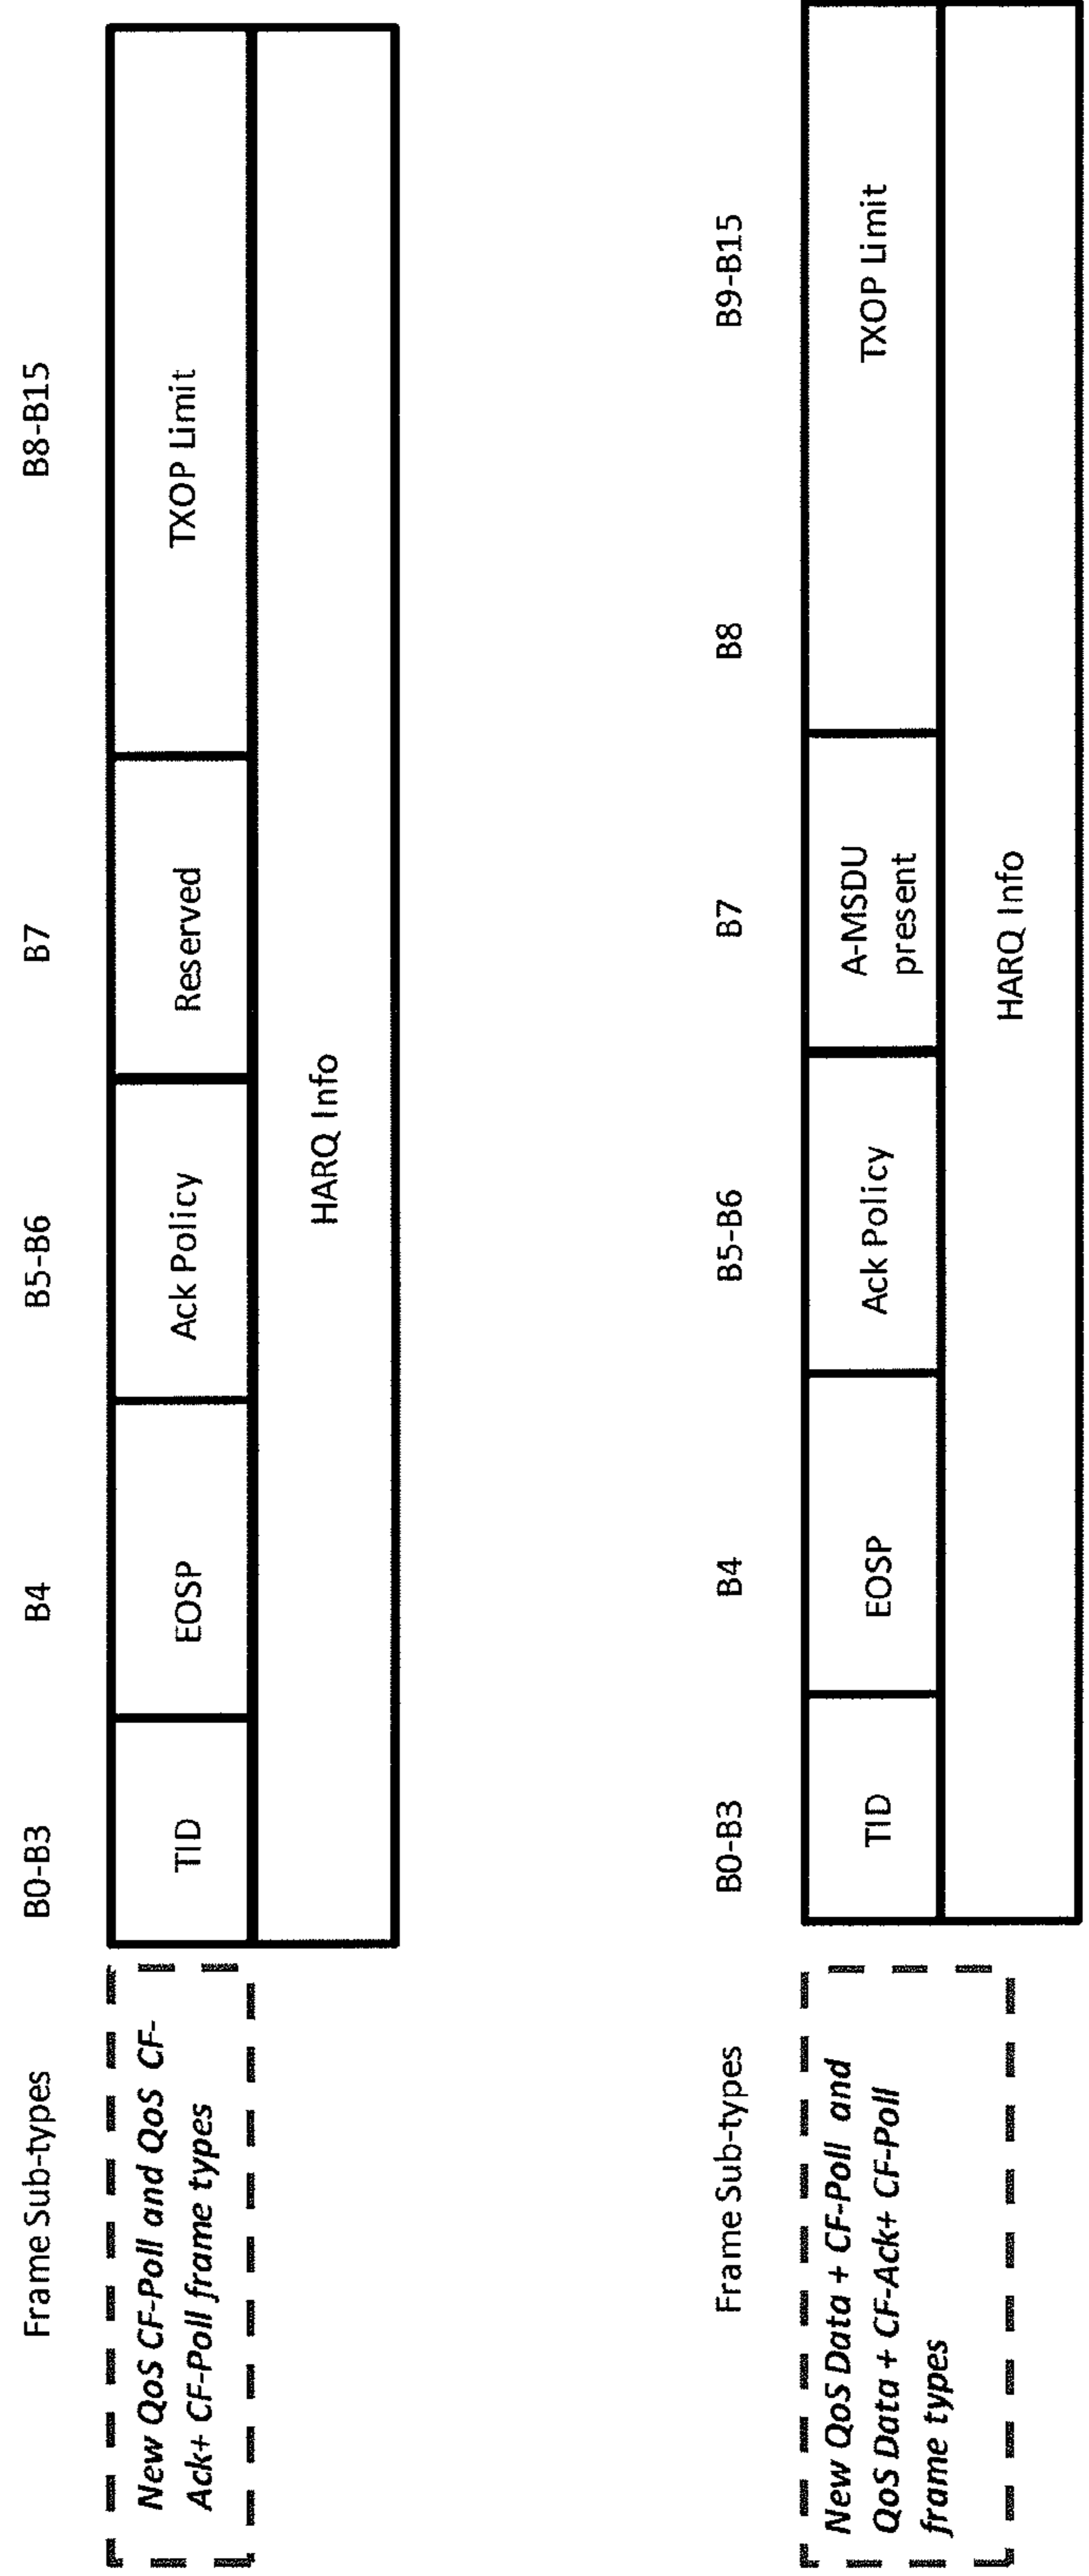 Frame Sub-types
B0-B3
B4
B5-B6
B7
B8-B15
New QoS CF-Poll and QoS CF-
Ack+ CF-Poll frame types
TID
EOSP
Ack Policy
Reserved
TXOP Limit
HARQ Info
Frame Sub-types
B0-B3
B4
B5-B6
B7
B8
B9-B15
New QoS Data + CF-Poll and
QoS Data + CF-Ack+ CF-Poll
frame types
TID
EOSP
Ack Policy
A-MSDU
present
TXOP Limit
HARQ Info